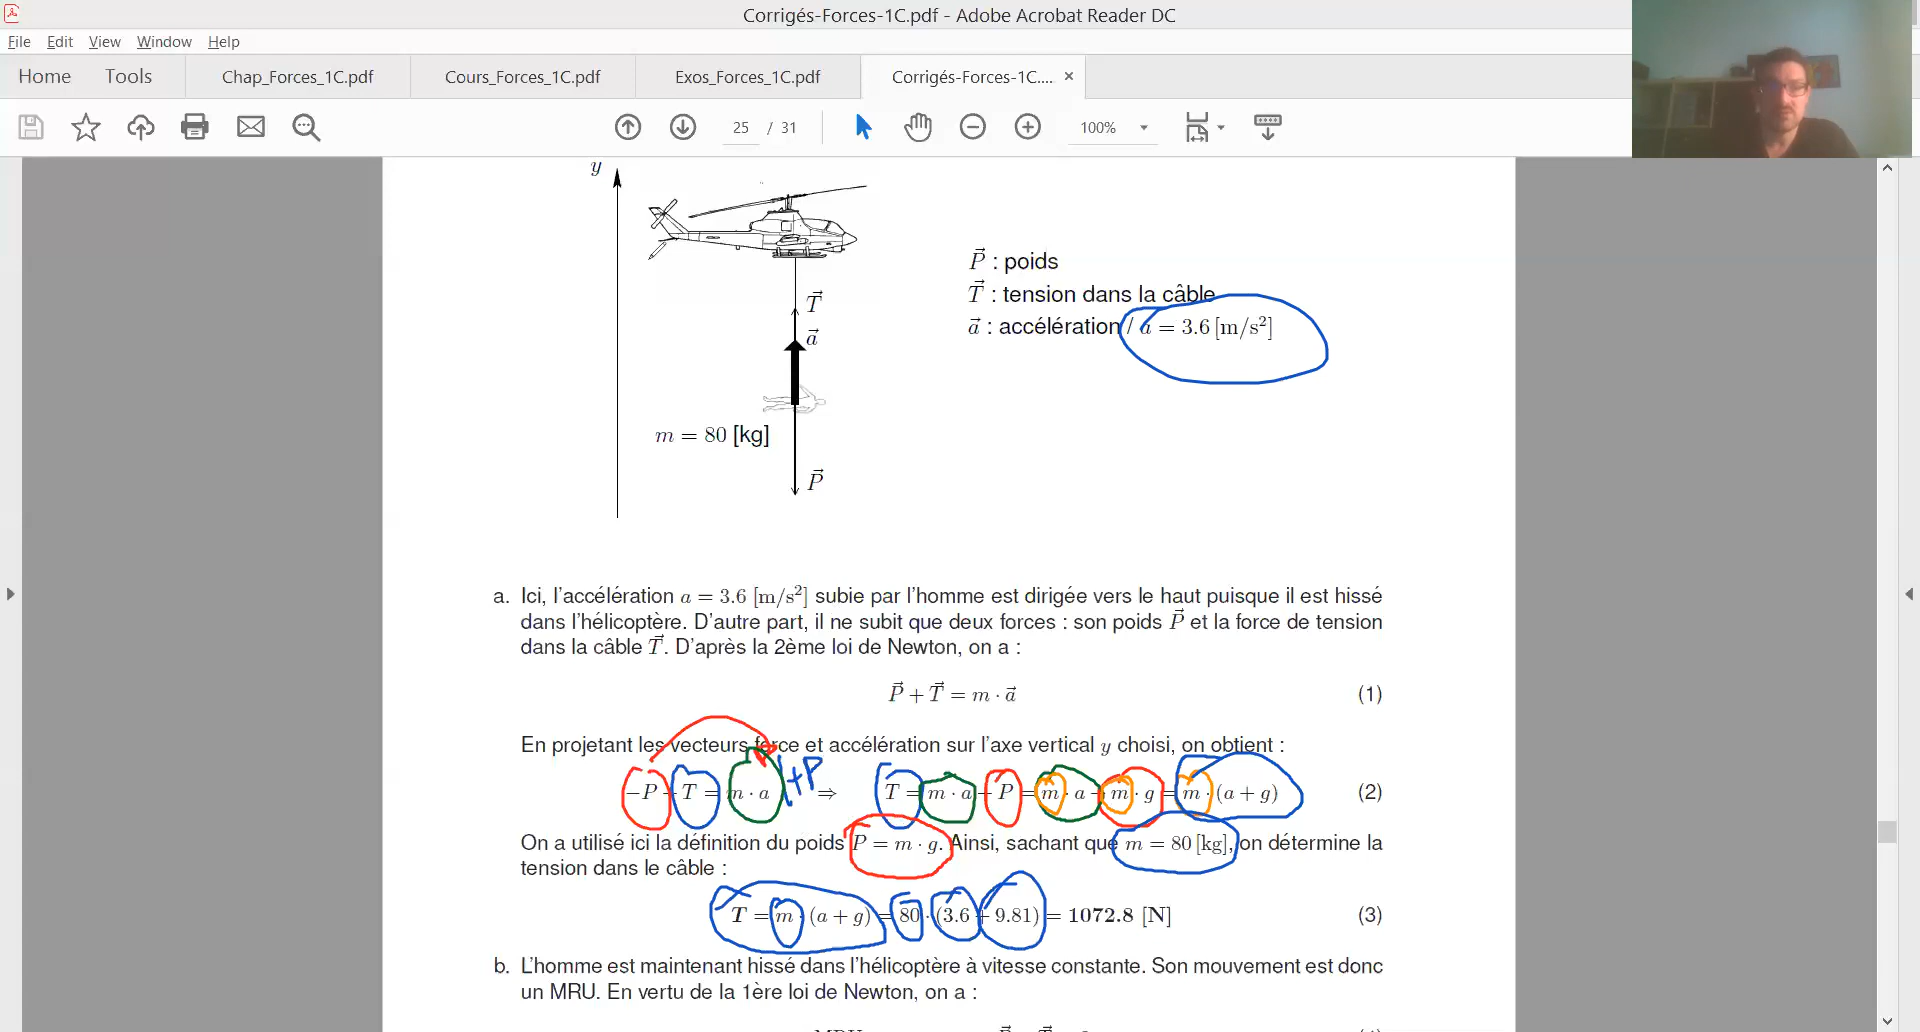 Corrigés-Forces-1C.pdf - Adobe Acrobat Reader DC
File Edit View Window Help
Home Tools Chap_Forces_1C.pdf Cours_Forces_1C.pdf Exos_Forces_1C.pdf Corrigés-Forces-1C.... ×
25 / 31 100%
y
T⃗
a⃗
m = 80 [kg]
P⃗
P⃗ : poids
T⃗ : tension dans la câble
a⃗ : accélération / a = 3.6 [m/s²]
a. Ici, l'accélération a = 3.6 [m/s²] subie par l'homme est dirigée vers le haut puisque il est hissé
dans l'hélicoptère. D'autre part, il ne subit que deux forces : son poids P⃗ et la force de tension
dans la câble T⃗. D'après la 2ème loi de Newton, on a :
P⃗ + T⃗ = m · a⃗ (1)
En projetant les vecteurs force et accélération sur l'axe vertical y choisi, on obtient :
−P + T = m · a |+P ⇒ T = m · a + P = m · a + m · g = m · (a + g) (2)
On a utilisé ici la définition du poids P = m · g. Ainsi, sachant que m = 80 [kg], on détermine la
tension dans le câble :
T = m · (a + g) = 80 · (3.6 + 9.81) = 1072.8 [N] (3)
b. L'homme est maintenant hissé dans l'hélicoptère à vitesse constante. Son mouvement est donc
un MRU. En vertu de la 1ère loi de Newton, on a :